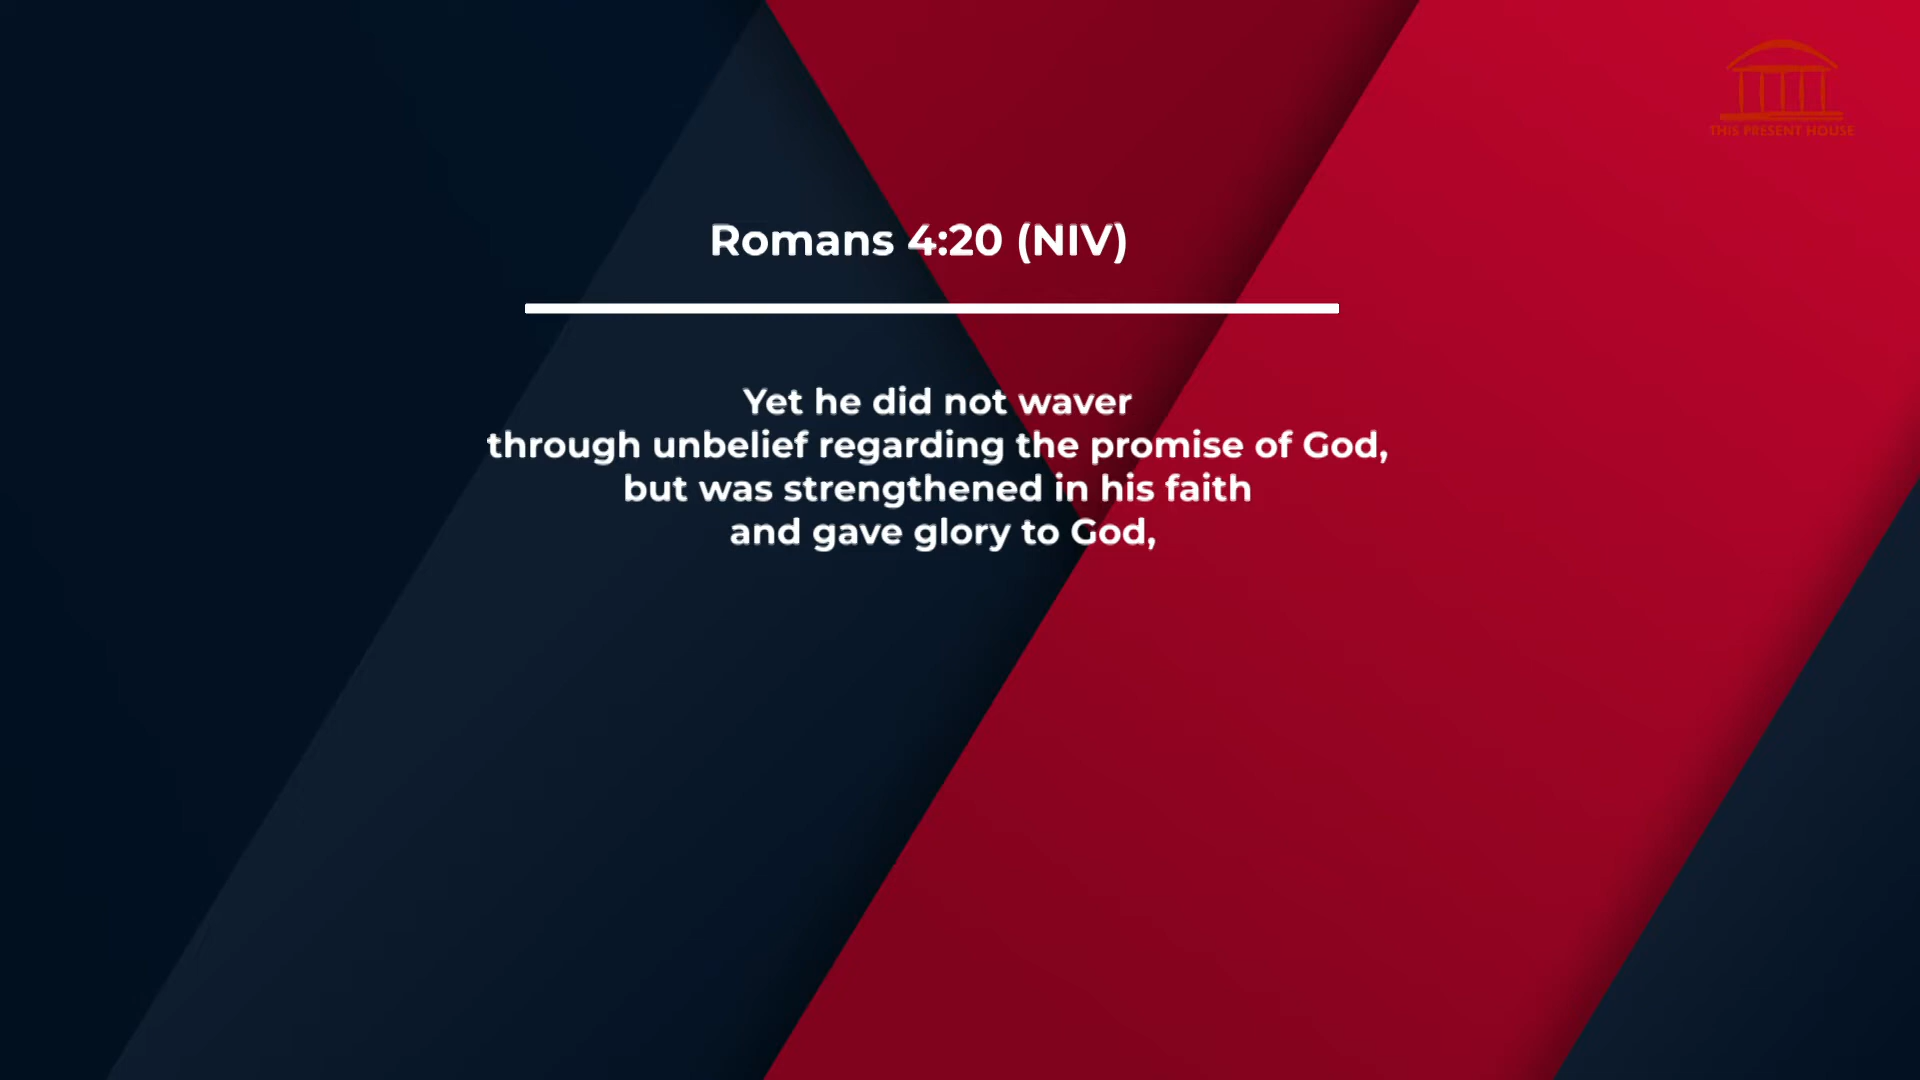 THIS PRESENT HOUSE
Romans 4:20 (NIV)
Yet he did not waver
through unbelief regarding the promise of God,
but was strengthened in his faith
and gave glory to God,